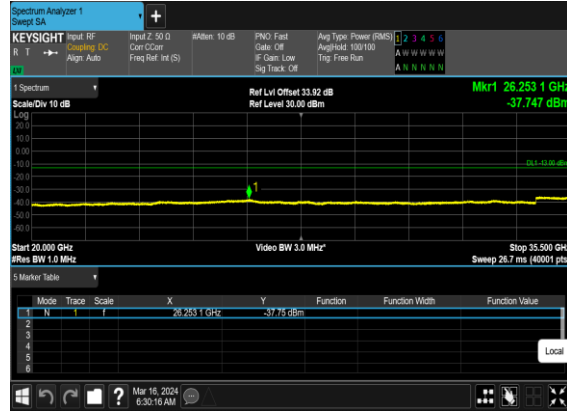 Spectrum Analyzer 1
Swept SA
+
KEYSIGHT Input: RF Input Z: 50 Ω #Atten: 10 dB PNO: Fast Avg Type: Power (RMS) 1 2 3 4 5 6
R T Coupling: DC Corr CCorr Gate: Off Avg|Hold: 100/100 A W W W W W
Align: Auto Freq Ref: Int (S) IF Gain: Low Trig: Free Run
LW Sig Track: Off A N N N N N
1 Spectrum Ref Lvl Offset 33.92 dB Mkr1 26.253 1 GHz
Scale/Div 10 dB Ref Level 30.00 dBm -37.747 dBm
Log
20.0
10.0
0.00
-10.0 DL1 -13.00 dBm
-20.0
-30.0 1
-40.0
-50.0
-60.0
Start 20.000 GHz Video BW 3.0 MHz* Stop 35.500 GHz
#Res BW 1.0 MHz Sweep 26.7 ms (40001 pts)
5 Marker Table
Mode Trace Scale X Y Function Function Width Function Value
1 N 1 f 26.253 1 GHz -37.75 dBm
2
3
4
5
6
Local
? Mar 16, 2024
6:30:16 AM